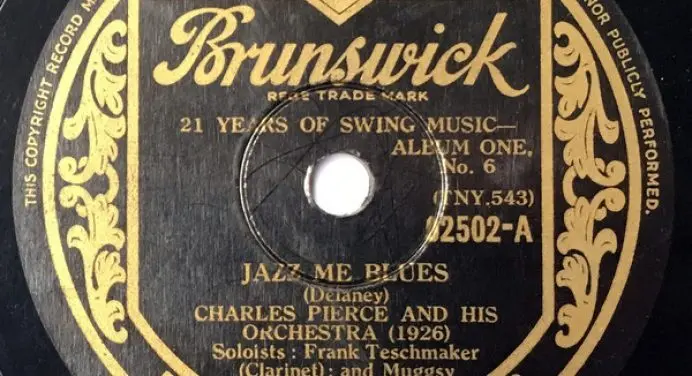 Brunswick
REGD TRADE MARK
21 YEARS OF SWING MUSIC—
ALBUM ONE,
No. 6
(TNY.543)
02502-A
JAZZ ME BLUES
(Delaney)
CHARLES PIERCE AND HIS
ORCHESTRA (1926)
Soloists : Frank Teschmaker
(Clarinet) : and Muggsy
THIS COPYRIGHT RECORD
NOR PUBLICLY PERFORMED.